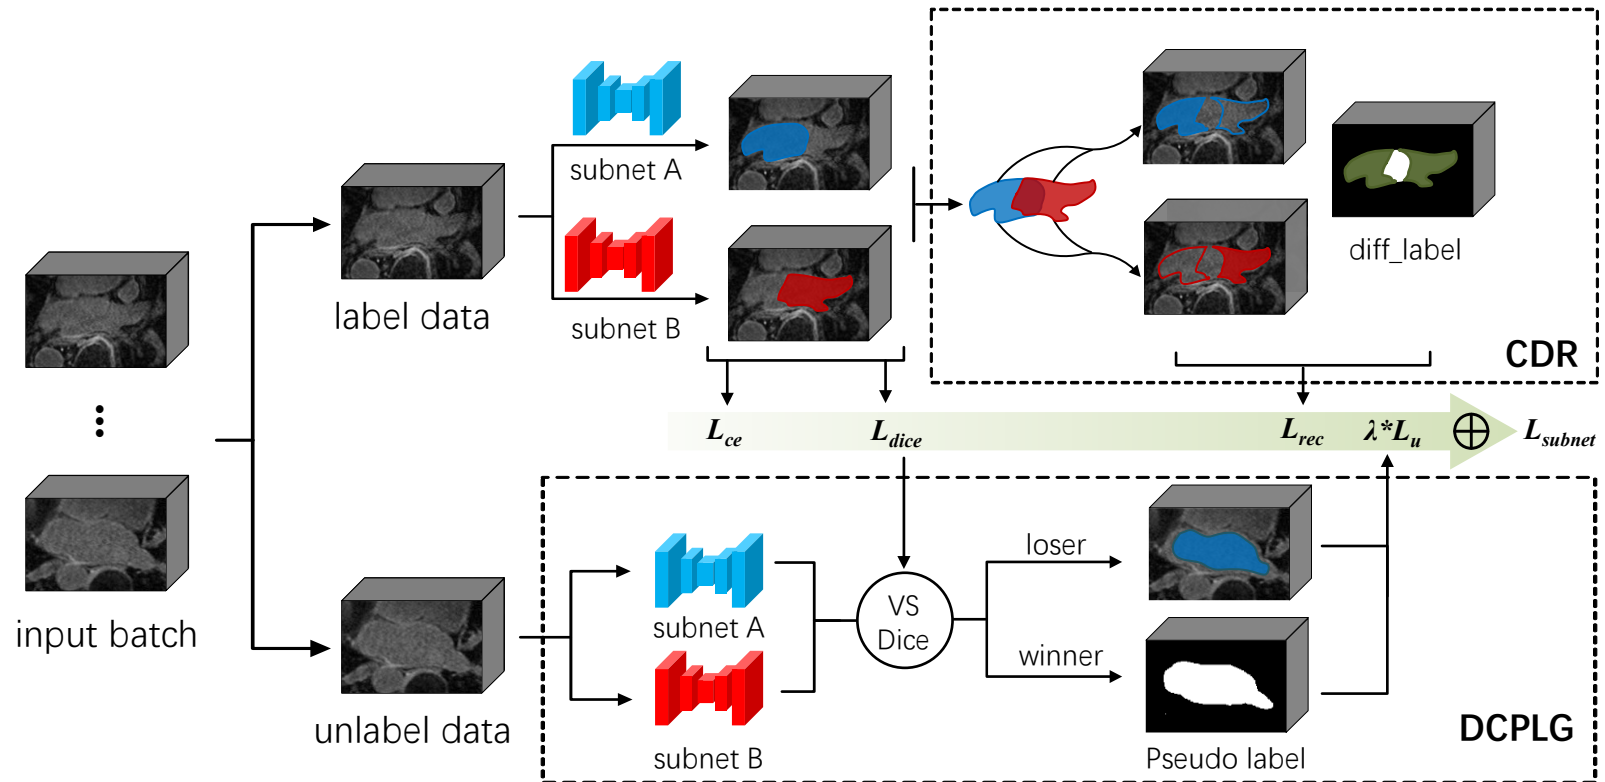 subnet A
label data
subnet B
diff_label
CDR
L_ce
L_dice
L_rec
λ*L_u
L_subnet
input batch
subnet A
VS
Dice
loser
winner
unlabel data
subnet B
Pseudo label
DCPLG